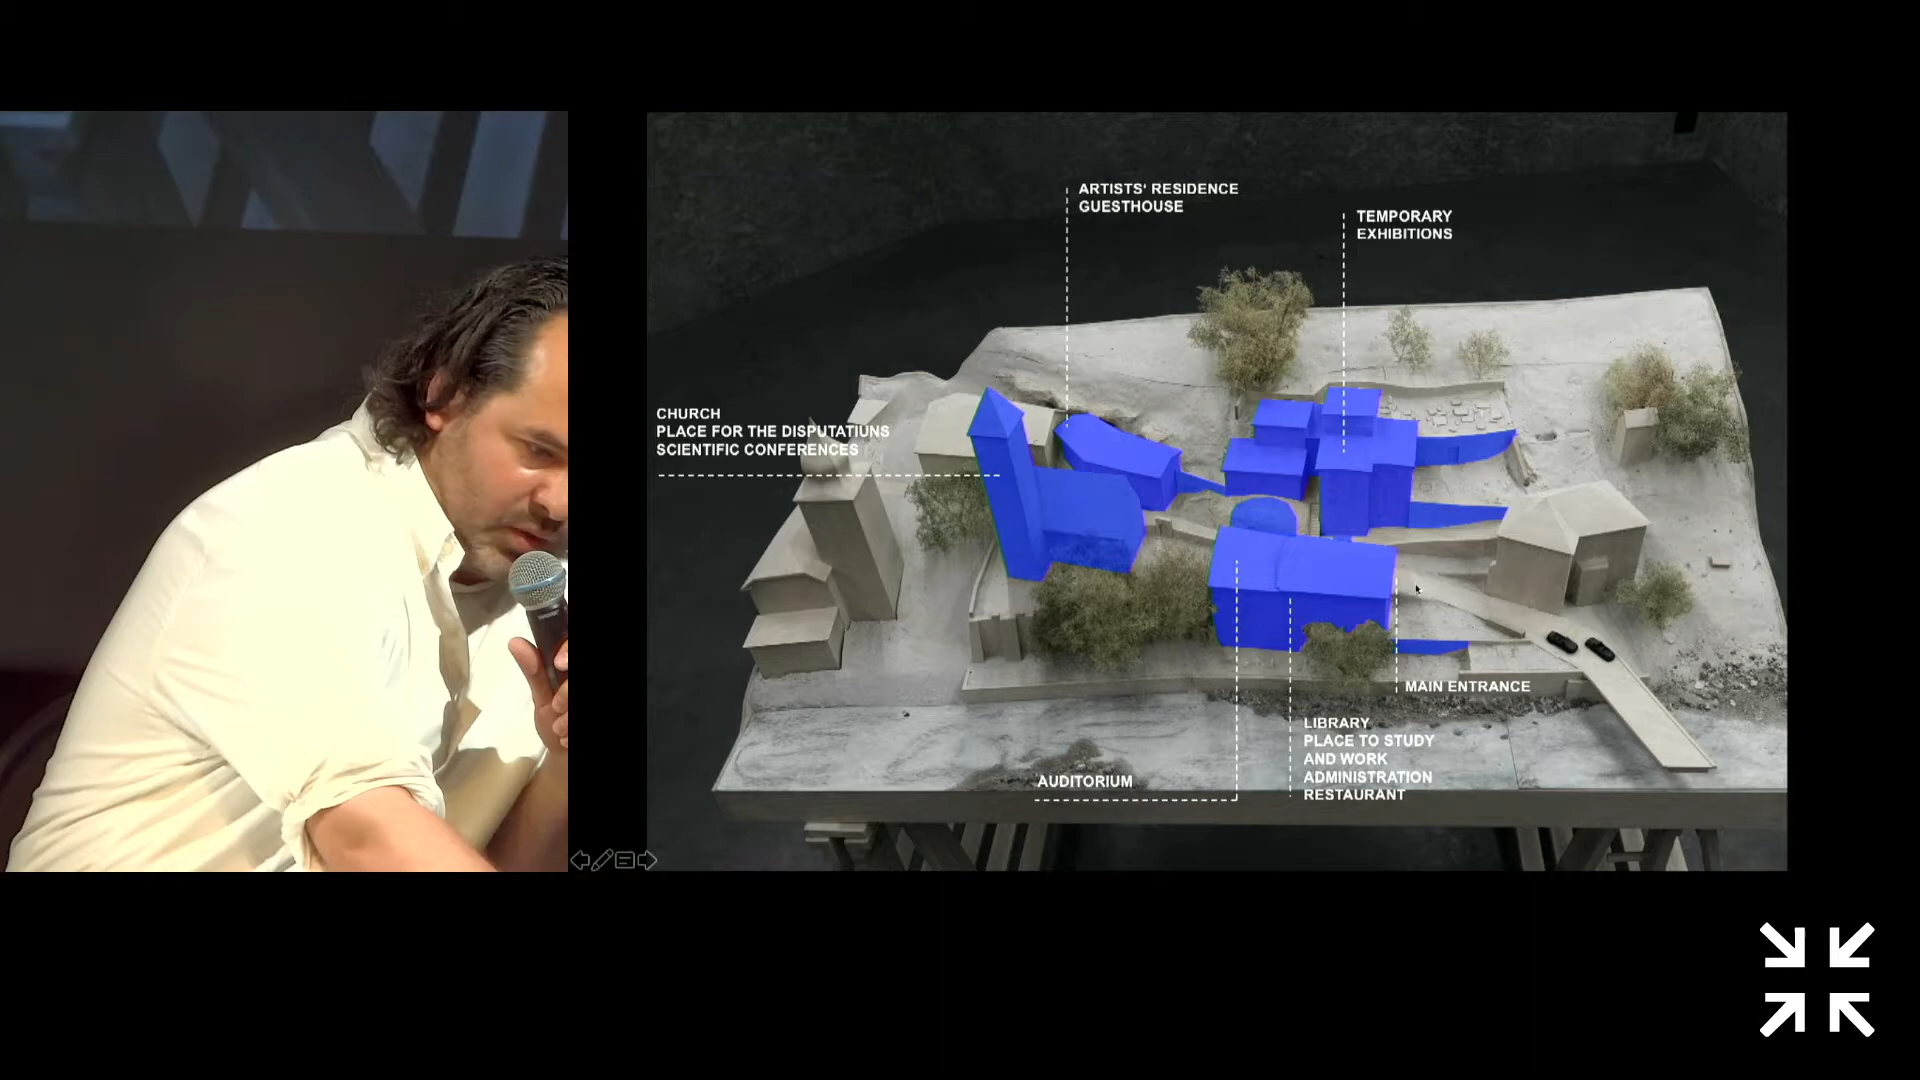 ARTISTS' RESIDENCE
GUESTHOUSE
TEMPORARY
EXHIBITIONS
CHURCH
PLACE FOR THE DISPUTATIUNS
SCIENTIFIC CONFERENCES
MAIN ENTRANCE
LIBRARY
PLACE TO STUDY
AND WORK
ADMINISTRATION
RESTAURANT
AUDITORIUM